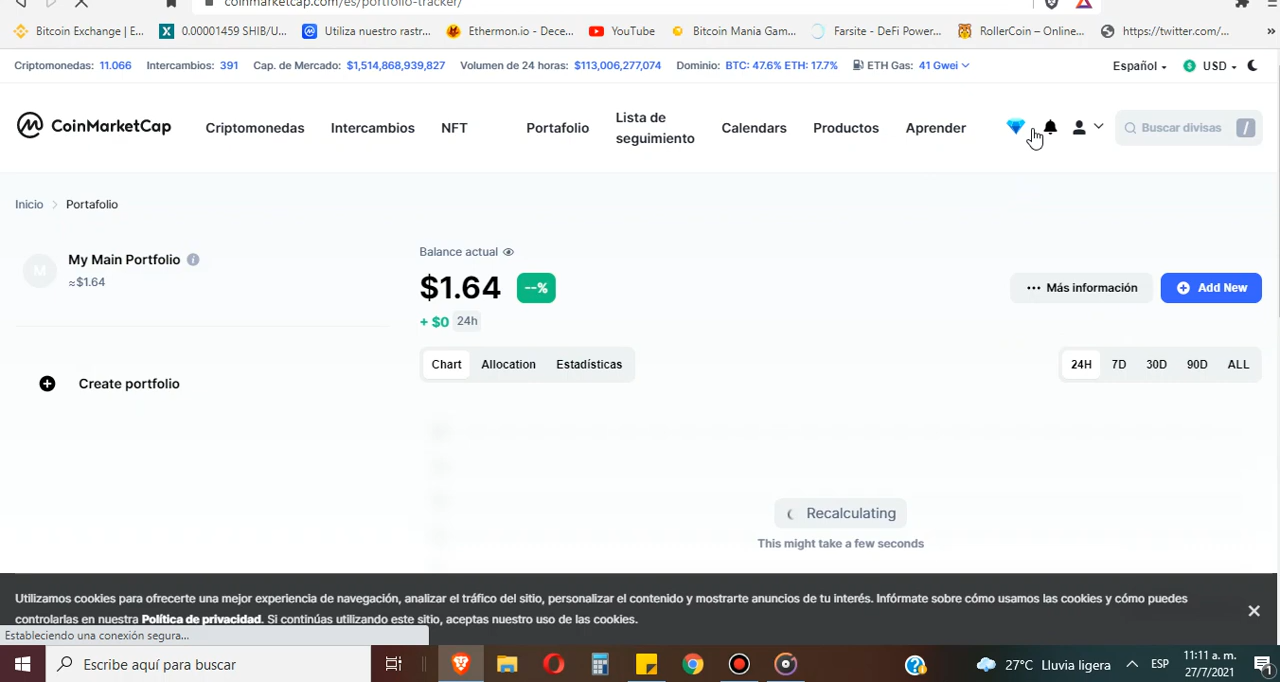 coinmarketcap.com/es/portfolio-tracker/
Bitcoin Exchange | E... 0.00001459 SHIB/U... Utiliza nuestro rastr... Ethermon.io - Dece... YouTube Bitcoin Mania Gam... Farsite - DeFi Power... RollerCoin – Online... https://twitter.com/... »
Criptomonedas: 11.066 Intercambios: 391 Cap. de Mercado: $1,514,868,939,827 Volumen de 24 horas: $113,006,277,074 Dominio: BTC: 47.6% ETH: 17.7% ETH Gas: 41 Gwei Español USD
CoinMarketCap Criptomonedas Intercambios NFT Portafolio Lista de seguimiento Calendars Productos Aprender Buscar divisas /
Inicio > Portafolio
My Main Portfolio
≈$1.64
Balance actual
$1.64 --%
+ $0 24h
••• Más información
Add New
Chart Allocation Estadísticas
24H 7D 30D 90D ALL
Create portfolio
Recalculating
This might take a few seconds
Utilizamos cookies para ofrecerte una mejor experiencia de navegación, analizar el tráfico del sitio, personalizar el contenido y mostrarte anuncios de tu interés. Infórmate sobre cómo usamos las cookies y cómo puedes
controlarlas en nuestra Política de privacidad. Si continúas utilizando este sitio, aceptas nuestro uso de las cookies.
Estableciendo una conexión segura...
Escribe aquí para buscar
27°C Lluvia ligera
ESP
11:11 a. m.
27/7/2021
1